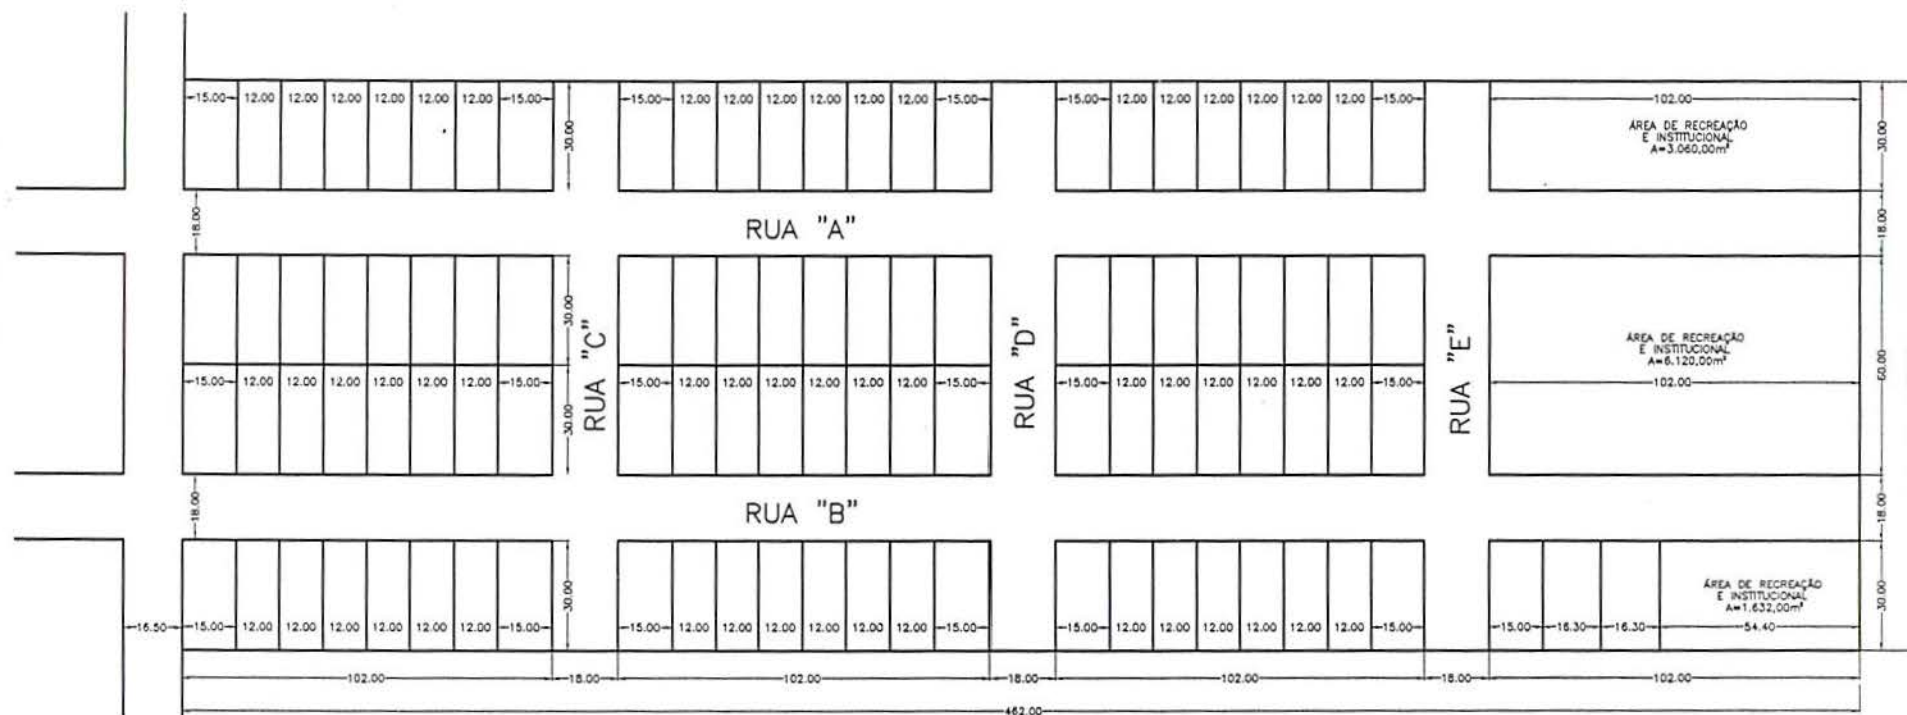 15.00 12.00 12.00 12.00 12.00 12.00 12.00 15.00 15.00 12.00 12.00 12.00 12.00 12.00 12.00 15.00 15.00 12.00 12.00 12.00 12.00 12.00 12.00 15.00 102.00
30.00
ÁREA DE RECREAÇÃO
E INSTITUCIONAL
A=3.060,00m²
30.00
18.00
RUA "A"
18.00
30.00
RUA "C"
RUA "D"
RUA "E"
ÁREA DE RECREAÇÃO
E INSTITUCIONAL
A=6.120,00m²
60.00
15.00 12.00 12.00 12.00 12.00 12.00 12.00 15.00 15.00 12.00 12.00 12.00 12.00 12.00 12.00 15.00 15.00 12.00 12.00 12.00 12.00 12.00 12.00 15.00 102.00
30.00
18.00
RUA "B"
18.00
30.00
ÁREA DE RECREAÇÃO
E INSTITUCIONAL
A=1.632,00m²
30.00
16.50 15.00 12.00 12.00 12.00 12.00 12.00 12.00 15.00 15.00 12.00 12.00 12.00 12.00 12.00 12.00 15.00 15.00 12.00 12.00 12.00 12.00 12.00 12.00 15.00 15.00 16.30 16.30 54.40
102.00 18.00 102.00 18.00 102.00 18.00 102.00
462.00